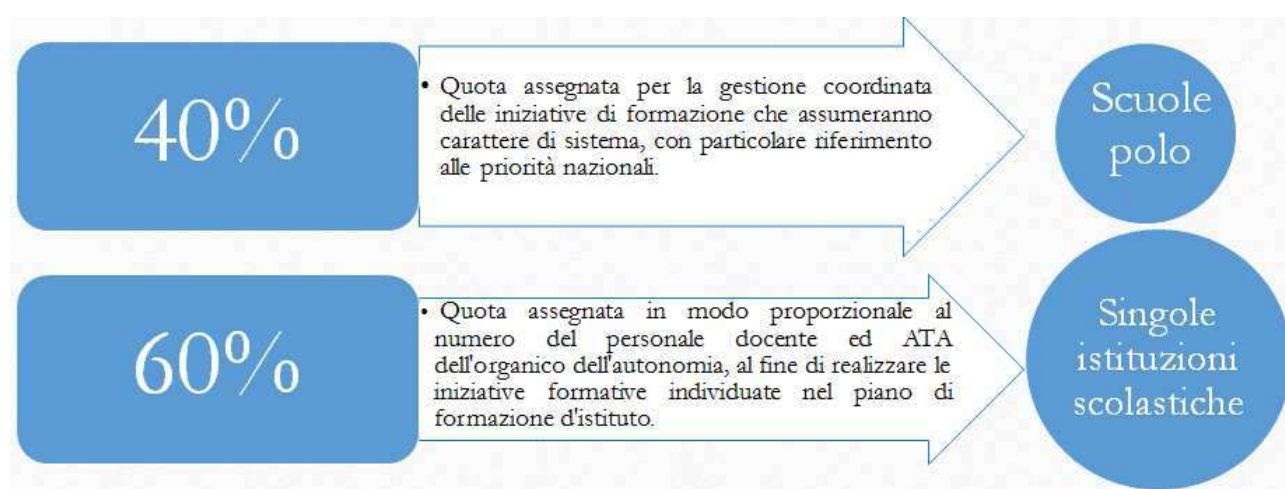 40%
• Quota assegnata per la gestione coordinata
delle iniziative di formazione che assumeranno
carattere di sistema, con particolare riferimento
alle priorità nazionali.
Scuole
polo
60%
• Quota assegnata in modo proporzionale al
numero del personale docente ed ATA
dell'organico dell'autonomia, al fine di realizzare le
iniziative formative individuate nel piano di
formazione d'istituto.
Singole
istituzioni
scolastiche